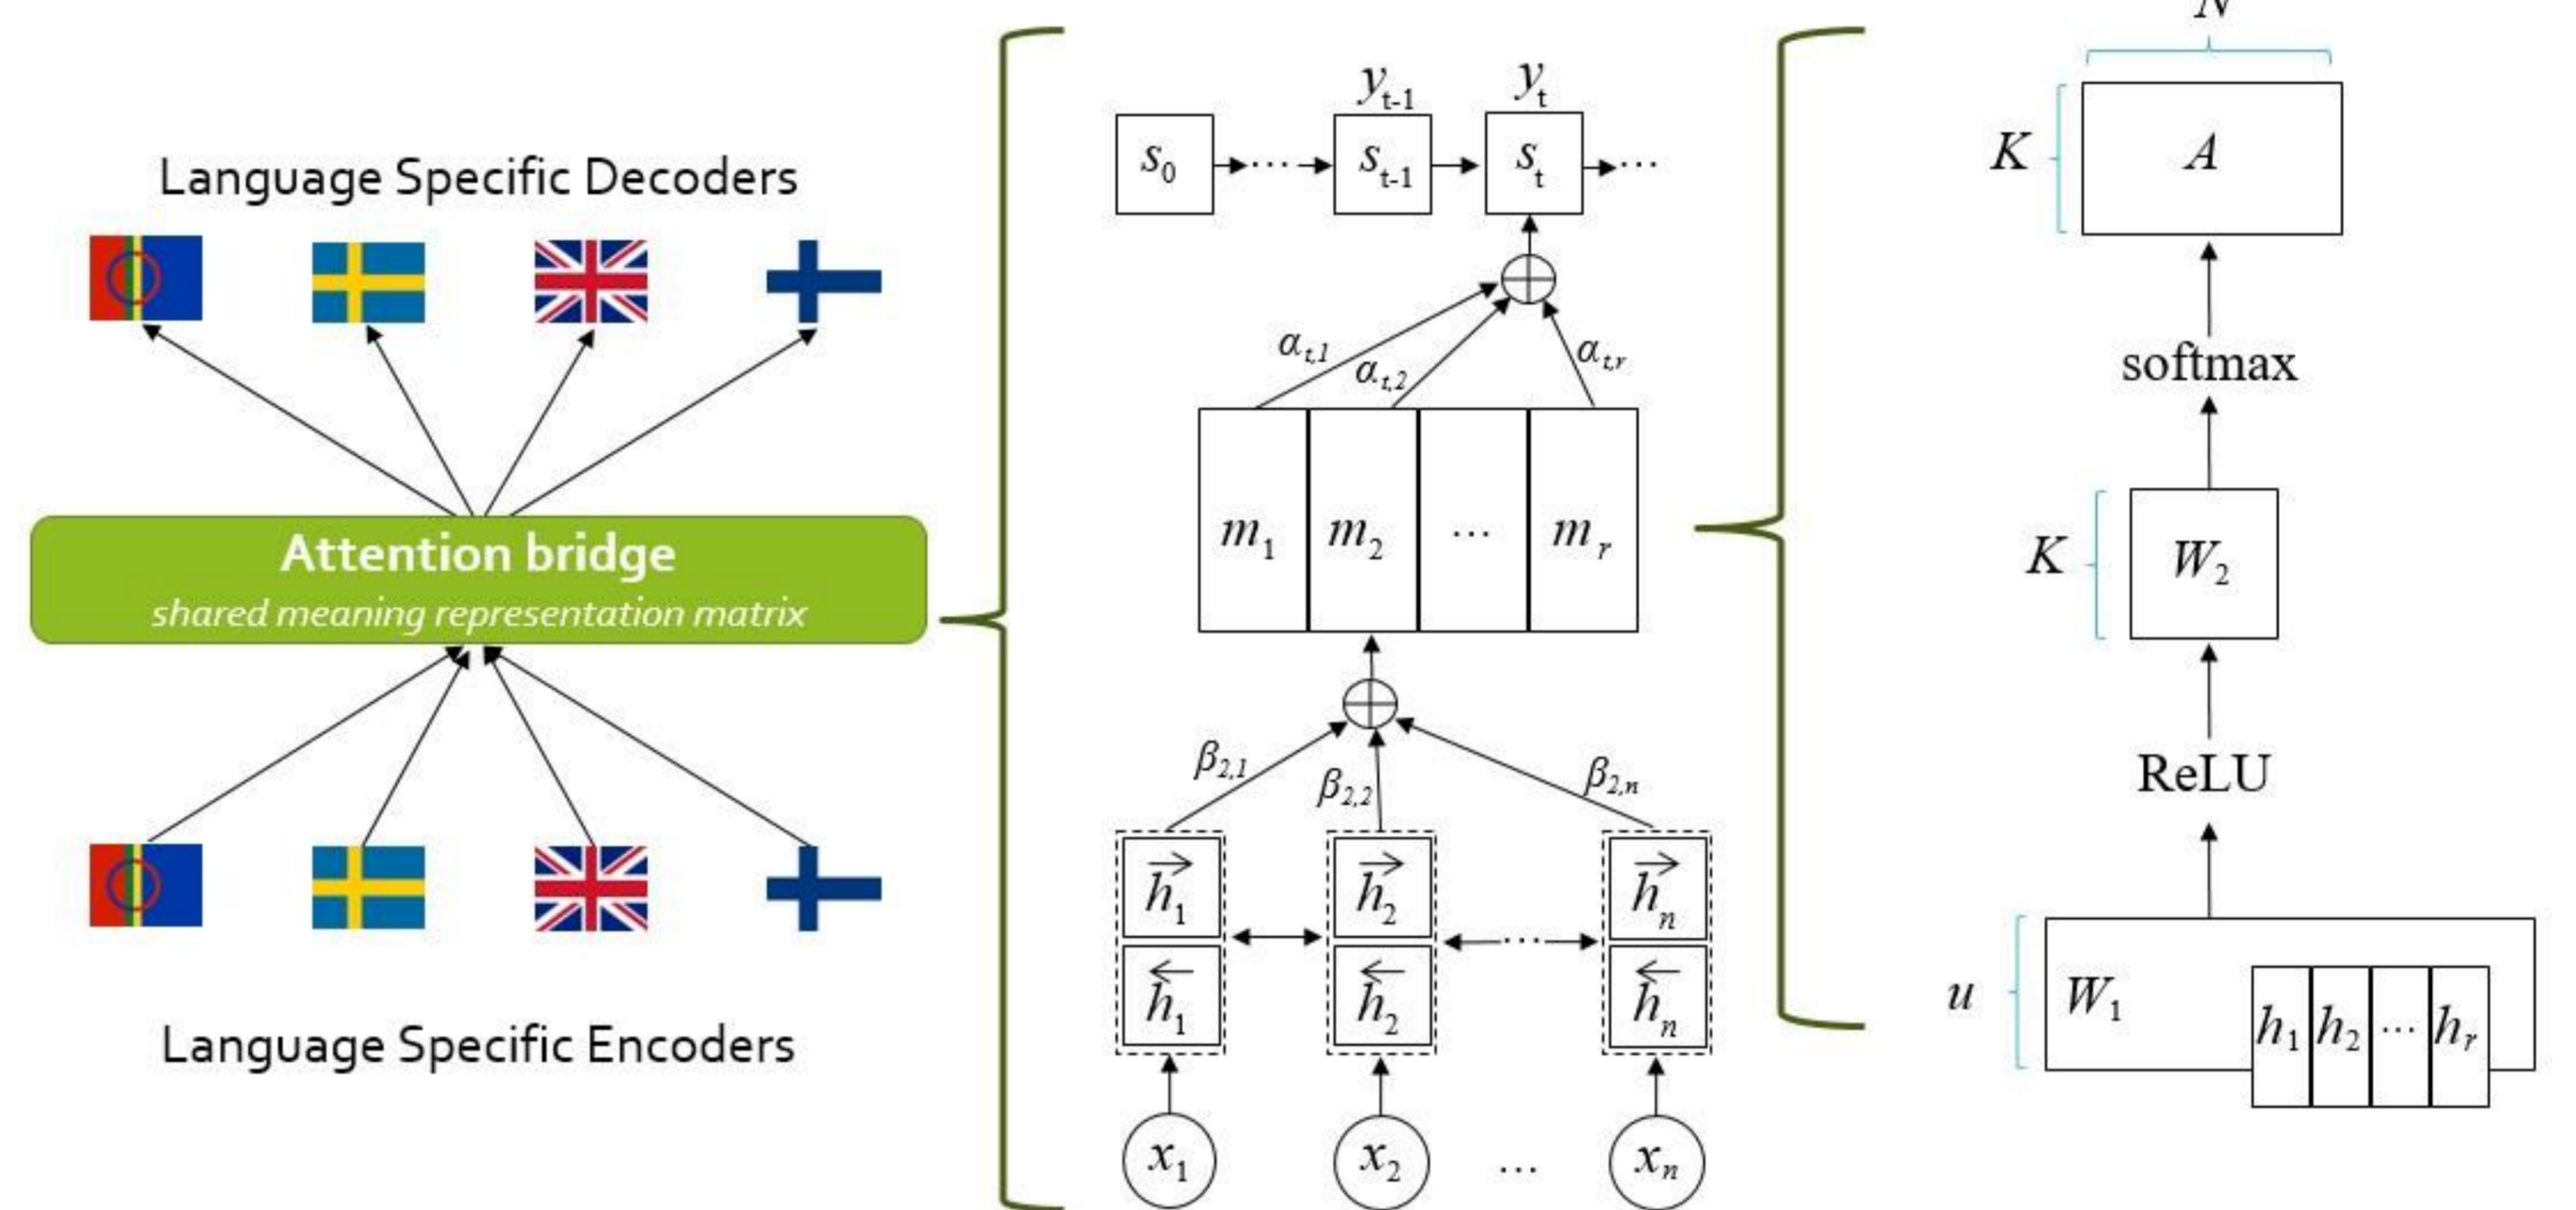 Language Specific Decoders
Attention bridge
shared meaning representation matrix
Language Specific Encoders
y_t-1 y_t
s_0 ... s_t-1 s_t ...
α_t,1 α_t,2 α_t,r
m_1 m_2 ... m_r
β_2,1 β_2,2 β_2,n
h_1 h_2 h_n
...
h_1 h_2 h_n
x_1 x_2 ... x_n
N
K A
softmax
K W_2
ReLU
u W_1 h_1 h_2 ... h_r